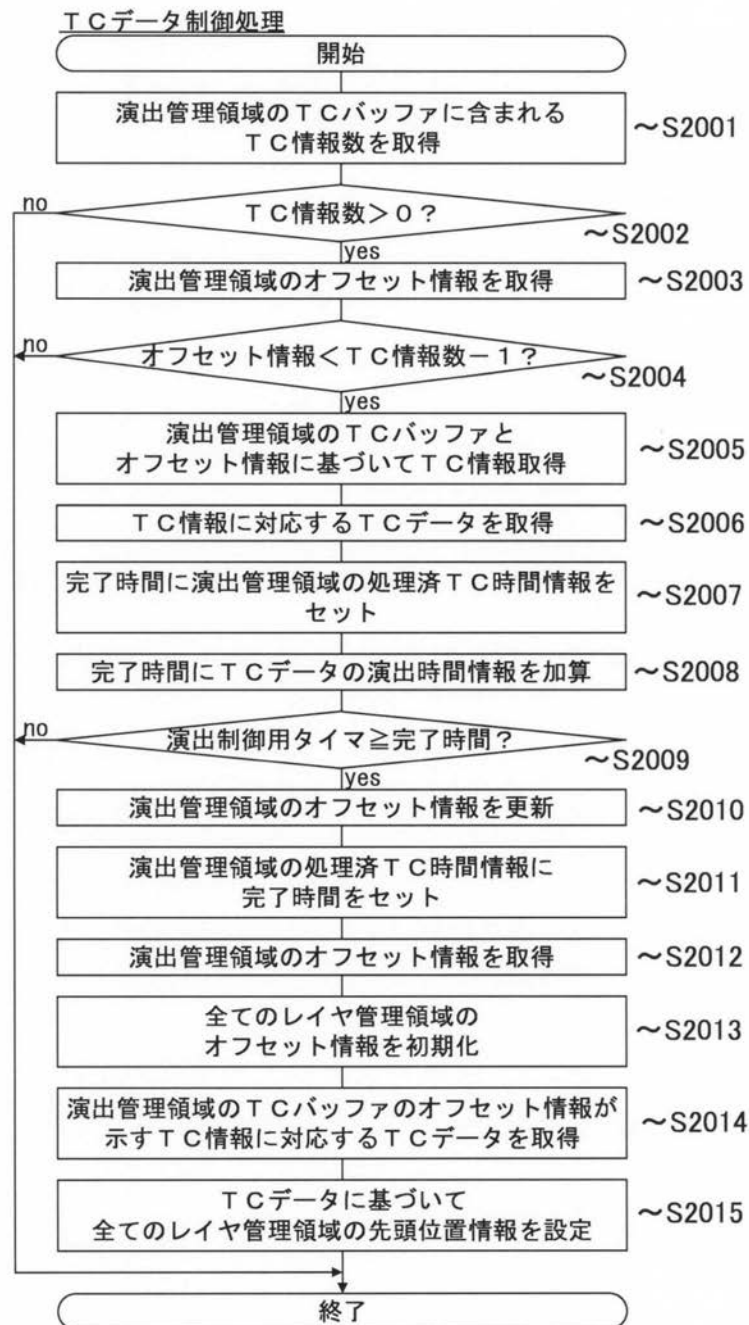 ＴＣデータ制御処理
開始
演出管理領域のＴＣバッファに含まれる
ＴＣ情報数を取得
～S2001
no
ＴＣ情報数＞０？
～S2002
yes
演出管理領域のオフセット情報を取得
～S2003
no
オフセット情報＜ＴＣ情報数－１？
～S2004
yes
演出管理領域のＴＣバッファと
オフセット情報に基づいてＴＣ情報取得
～S2005
ＴＣ情報に対応するＴＣデータを取得
～S2006
完了時間に演出管理領域の処理済ＴＣ時間情報を
セット
～S2007
完了時間にＴＣデータの演出時間情報を加算
～S2008
no
演出制御用タイマ≧完了時間？
～S2009
yes
演出管理領域のオフセット情報を更新
～S2010
演出管理領域の処理済ＴＣ時間情報に
完了時間をセット
～S2011
演出管理領域のオフセット情報を取得
～S2012
全てのレイヤ管理領域の
オフセット情報を初期化
～S2013
演出管理領域のＴＣバッファのオフセット情報が
示すＴＣ情報に対応するＴＣデータを取得
～S2014
ＴＣデータに基づいて
全てのレイヤ管理領域の先頭位置情報を設定
～S2015
終了